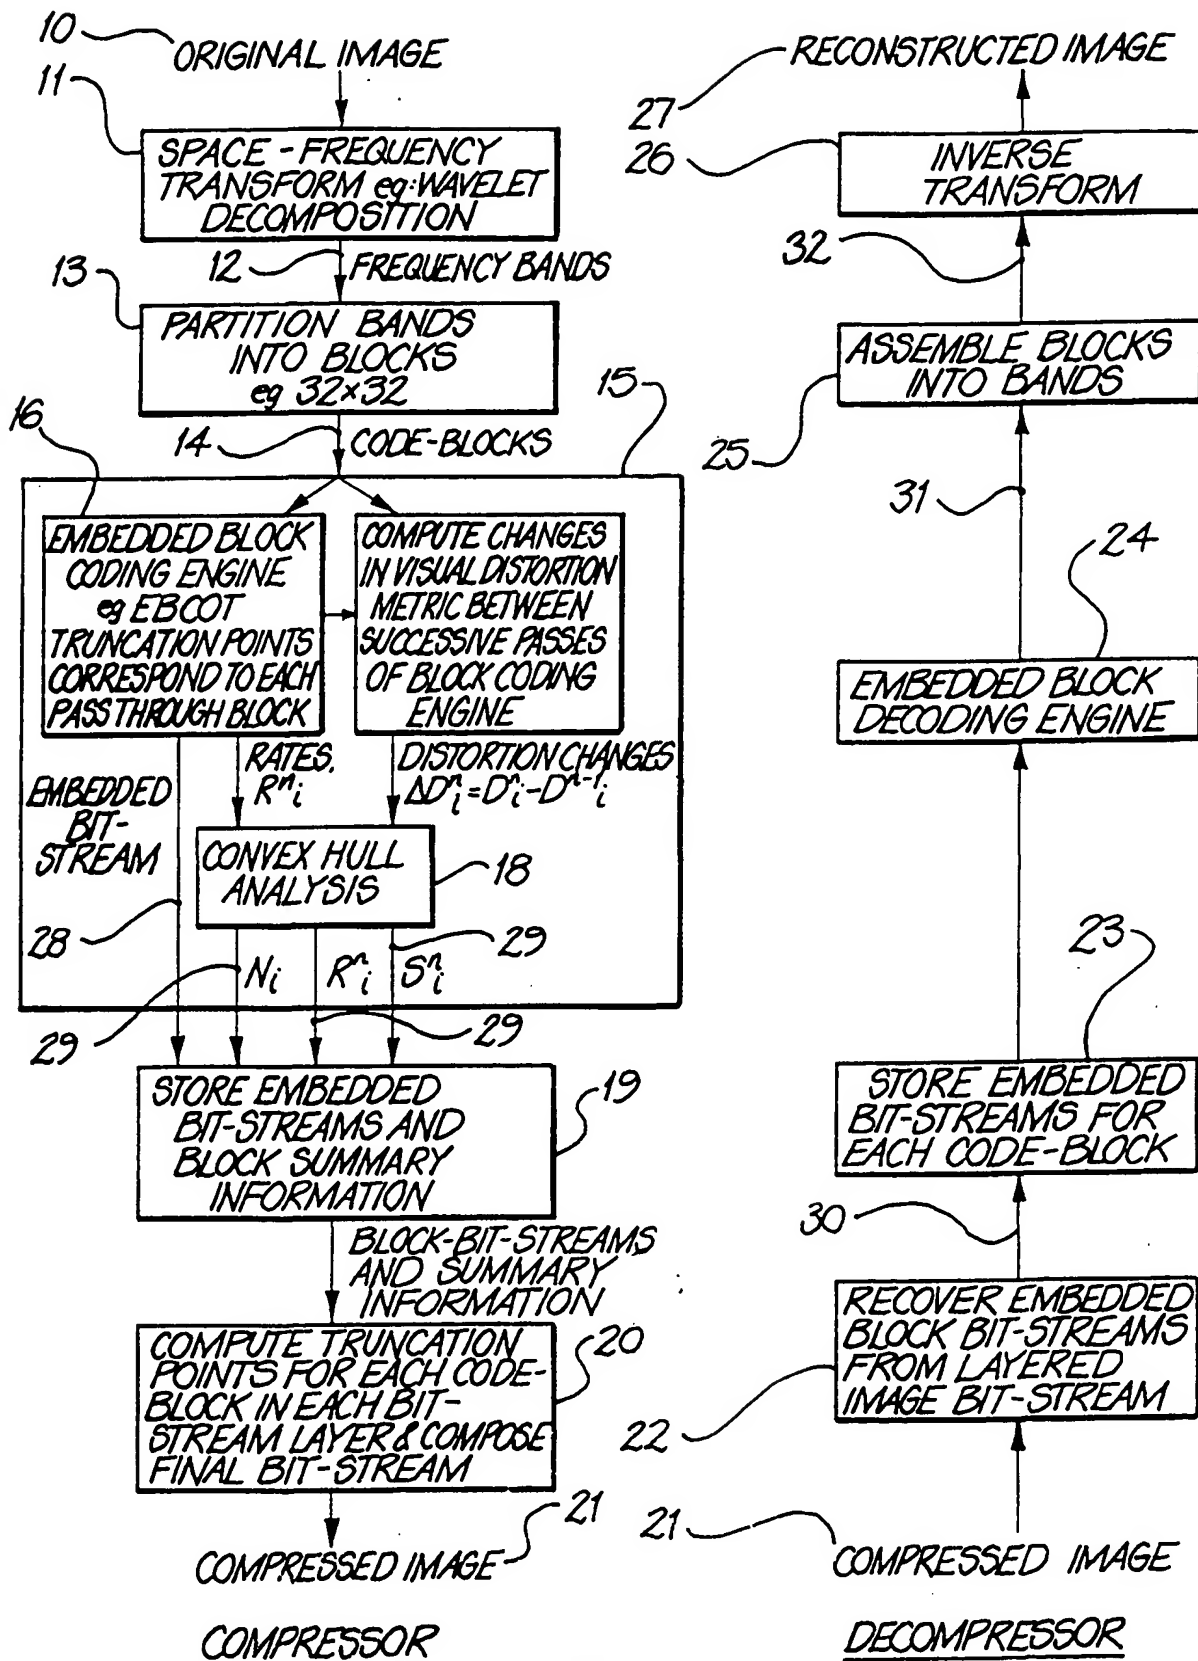 10
ORIGINAL IMAGE
11
SPACE-FREQUENCY
TRANSFORM eg: WAVELET
DECOMPOSITION
12
FREQUENCY BANDS
13
PARTITION BANDS
INTO BLOCKS
eg 32×32
14
CODE-BLOCKS
15
16
EMBEDDED BLOCK
CODING ENGINE
eg EBCOT
TRUNCATION POINTS
CORRESPOND TO EACH
PASS THROUGH BLOCK
COMPUTE CHANGES
IN VISUAL DISTORTION
METRIC BETWEEN
SUCCESSIVE PASSES
OF BLOCK CODING
ENGINE
EMBEDDED
BIT-
STREAM
RATES,
R^n_i
DISTORTION CHANGES
ΔD^n_i = D^n_i - D^{n-1}_i
CONVEX HULL
ANALYSIS
18
28
29
N_i
R^n_i
S^n_i
29
29
STORE EMBEDDED
BIT-STREAMS AND
BLOCK SUMMARY
INFORMATION
19
BLOCK-BIT-STREAMS
AND SUMMARY
INFORMATION
COMPUTE TRUNCATION
POINTS FOR EACH CODE-
BLOCK IN EACH BIT-
STREAM LAYER & COMPOSE
FINAL BIT-STREAM
20
21
COMPRESSED IMAGE
COMPRESSOR
RECONSTRUCTED IMAGE
27
26
INVERSE
TRANSFORM
32
ASSEMBLE BLOCKS
INTO BANDS
25
31
24
EMBEDDED BLOCK
DECODING ENGINE
23
STORE EMBEDDED
BIT-STREAMS FOR
EACH CODE-BLOCK
30
RECOVER EMBEDDED
BLOCK BIT-STREAMS
FROM LAYERED
IMAGE BIT-STREAM
22
21
COMPRESSED IMAGE
DECOMPRESSOR